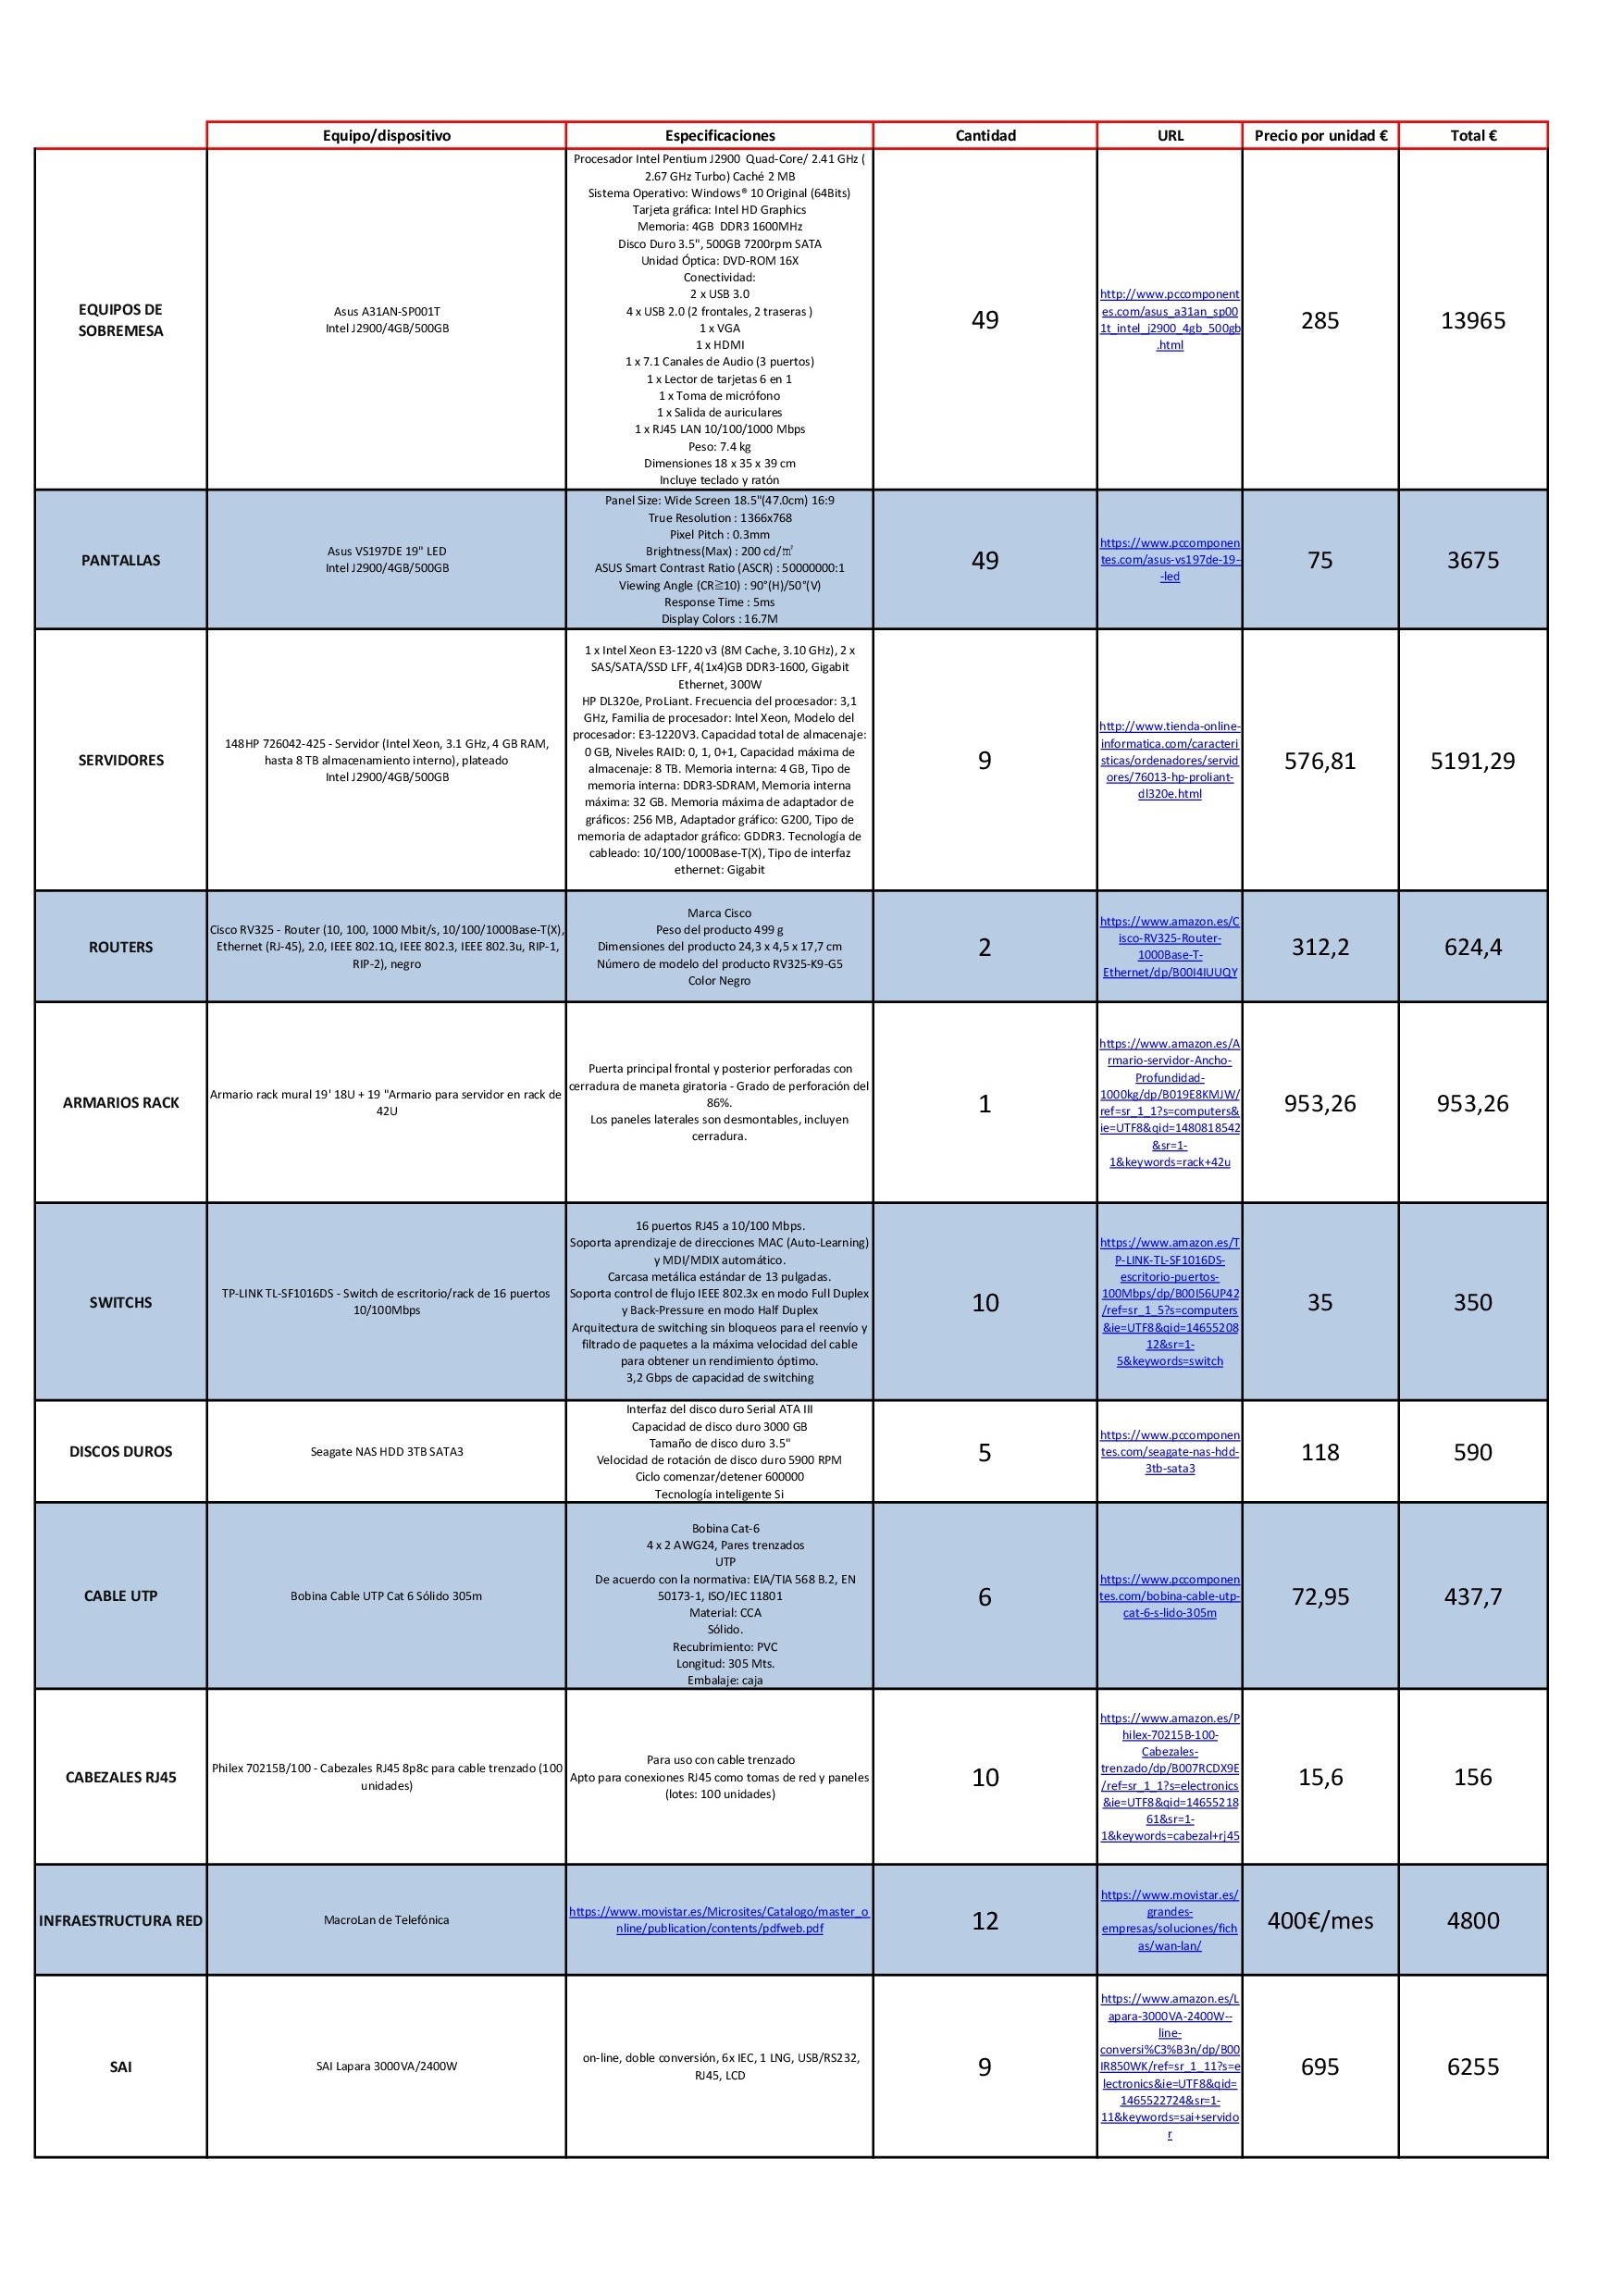 Equipo/dispositivo Especificaciones Cantidad URL Precio por unidad € Total €
EQUIPOS DE
SOBREMESA
Asus A31AN-SP001T
Intel J2900/4GB/500GB
Procesador Intel Pentium J2900 Quad-Core/ 2.41 GHz (
2.67 GHz Turbo) Caché 2 MB
Sistema Operativo: Windows® 10 Original (64Bits)
Tarjeta gráfica: Intel HD Graphics
Memoria: 4GB DDR3 1600MHz
Disco Duro 3.5", 500GB 7200rpm SATA
Unidad Óptica: DVD-ROM 16X
Conectividad:
2 x USB 3.0
4 x USB 2.0 (2 frontales, 2 traseras )
1 x VGA
1 x HDMI
1 x 7.1 Canales de Audio (3 puertos)
1 x Lector de tarjetas 6 en 1
1 x Toma de micrófono
1 x Salida de auriculares
1 x RJ45 LAN 10/100/1000 Mbps
Peso: 7.4 kg
Dimensiones 18 x 35 x 39 cm
Incluye teclado y ratón
49
http://www.pccomponent
es.com/asus_a31an_sp00
1t_intel_j2900_4gb_500gb
.html
285
13965
PANTALLAS
Asus VS197DE 19" LED
Intel J2900/4GB/500GB
Panel Size: Wide Screen 18.5"(47.0cm) 16:9
True Resolution : 1366x768
Pixel Pitch : 0.3mm
Brightness(Max) : 200 cd/㎡
ASUS Smart Contrast Ratio (ASCR) : 50000000:1
Viewing Angle (CR≧10) : 90°(H)/50°(V)
Response Time : 5ms
Display Colors : 16.7M
49
https://www.pccomponen
tes.com/asus-vs197de-19--
-led
75
3675
SERVIDORES
148HP 726042-425 - Servidor (Intel Xeon, 3.1 GHz, 4 GB RAM,
hasta 8 TB almacenamiento interno), plateado
Intel J2900/4GB/500GB
1 x Intel Xeon E3-1220 v3 (8M Cache, 3.10 GHz), 2 x
SAS/SATA/SSD LFF, 4(1x4)GB DDR3-1600, Gigabit
Ethernet, 300W
HP DL320e, ProLiant. Frecuencia del procesador: 3,1
GHz, Familia de procesador: Intel Xeon, Modelo del
procesador: E3-1220V3. Capacidad total de almacenaje:
0 GB, Niveles RAID: 0, 1, 0+1, Capacidad máxima de
almacenaje: 8 TB. Memoria interna: 4 GB, Tipo de
memoria interna: DDR3-SDRAM, Memoria interna
máxima: 32 GB. Memoria máxima de adaptador de
gráficos: 256 MB, Adaptador gráfico: G200, Tipo de
memoria de adaptador gráfico: GDDR3. Tecnología de
cableado: 10/100/1000Base-T(X), Tipo de interfaz
ethernet: Gigabit
9
http://www.tienda-online-
informatica.com/caracteri
sticas/ordenadores/servid
ores/76013-hp-proliant-
dl320e.html
576,81
5191,29
ROUTERS
Cisco RV325 - Router (10, 100, 1000 Mbit/s, 10/100/1000Base-T(X),
Ethernet (RJ-45), 2.0, IEEE 802.1Q, IEEE 802.3, IEEE 802.3u, RIP-1,
RIP-2), negro
Marca Cisco
Peso del producto 499 g
Dimensiones del producto 24,3 x 4,5 x 17,7 cm
Número de modelo del producto RV325-K9-G5
Color Negro
2
https://www.amazon.es/C
isco-RV325-Router-
1000Base-T-
Ethernet/dp/B00I4IUUQY
312,2
624,4
ARMARIOS RACK
Armario rack mural 19' 18U + 19 "Armario para servidor en rack de
42U
Puerta principal frontal y posterior perforadas con
cerradura de maneta giratoria - Grado de perforación del
86%.
Los paneles laterales son desmontables, incluyen
cerradura.
1
https://www.amazon.es/A
rmario-servidor-Ancho-
Profundidad-
1000kg/dp/B019E8KMJW/
ref=sr_1_1?s=computers&
ie=UTF8&qid=1480818542
&sr=1-
1&keywords=rack+42u
953,26
953,26
SWITCHS
TP-LINK TL-SF1016DS - Switch de escritorio/rack de 16 puertos
10/100Mbps
16 puertos RJ45 a 10/100 Mbps.
Soporta aprendizaje de direcciones MAC (Auto-Learning)
y MDI/MDIX automático.
Carcasa metálica estándar de 13 pulgadas.
Soporta control de flujo IEEE 802.3x en modo Full Duplex
y Back-Pressure en modo Half Duplex
Arquitectura de switching sin bloqueos para el reenvío y
filtrado de paquetes a la máxima velocidad del cable
para obtener un rendimiento óptimo.
3,2 Gbps de capacidad de switching
10
https://www.amazon.es/T
P-LINK-TL-SF1016DS-
escritorio-puertos-
100Mbps/dp/B00I56UP42
/ref=sr_1_5?s=computers
&ie=UTF8&qid=14655208
12&sr=1-
5&keywords=switch
35
350
DISCOS DUROS
Seagate NAS HDD 3TB SATA3
Interfaz del disco duro Serial ATA III
Capacidad de disco duro 3000 GB
Tamaño de disco duro 3.5"
Velocidad de rotación de disco duro 5900 RPM
Ciclo comenzar/detener 600000
Tecnología inteligente Si
5
https://www.pccomponen
tes.com/seagate-nas-hdd-
3tb-sata3
118
590
CABLE UTP
Bobina Cable UTP Cat 6 Sólido 305m
Bobina Cat-6
4 x 2 AWG24, Pares trenzados
UTP
De acuerdo con la normativa: EIA/TIA 568 B.2, EN
50173-1, ISO/IEC 11801
Material: CCA
Sólido.
Recubrimiento: PVC
Longitud: 305 Mts.
Embalaje: caja
6
https://www.pccomponen
tes.com/bobina-cable-utp-
cat-6-s-lido-305m
72,95
437,7
CABEZALES RJ45
Philex 70215B/100 - Cabezales RJ45 8p8c para cable trenzado (100
unidades)
Para uso con cable trenzado
Apto para conexiones RJ45 como tomas de red y paneles
(lotes: 100 unidades)
10
https://www.amazon.es/P
hilex-70215B-100-
Cabezales-
trenzado/dp/B007RCDX9E
/ref=sr_1_1?s=electronics
&ie=UTF8&qid=14655218
61&sr=1-
1&keywords=cabezal+rj45
15,6
156
INFRAESTRUCTURA RED
MacroLan de Telefónica
https://www.movistar.es/Microsites/Catalogo/master_o
nline/publication/contents/pdfweb.pdf
12
https://www.movistar.es/
grandes-
empresas/soluciones/fich
as/wan-lan/
400€/mes
4800
SAI
SAI Lapara 3000VA/2400W
on-line, doble conversión, 6x IEC, 1 LNG, USB/RS232,
RJ45, LCD
9
https://www.amazon.es/L
apara-3000VA-2400W--
line-
conversi%C3%B3n/dp/B00
IR850WK/ref=sr_1_11?s=e
lectronics&ie=UTF8&qid=
1465522724&sr=1-
11&keywords=sai+servido
r
695
6255